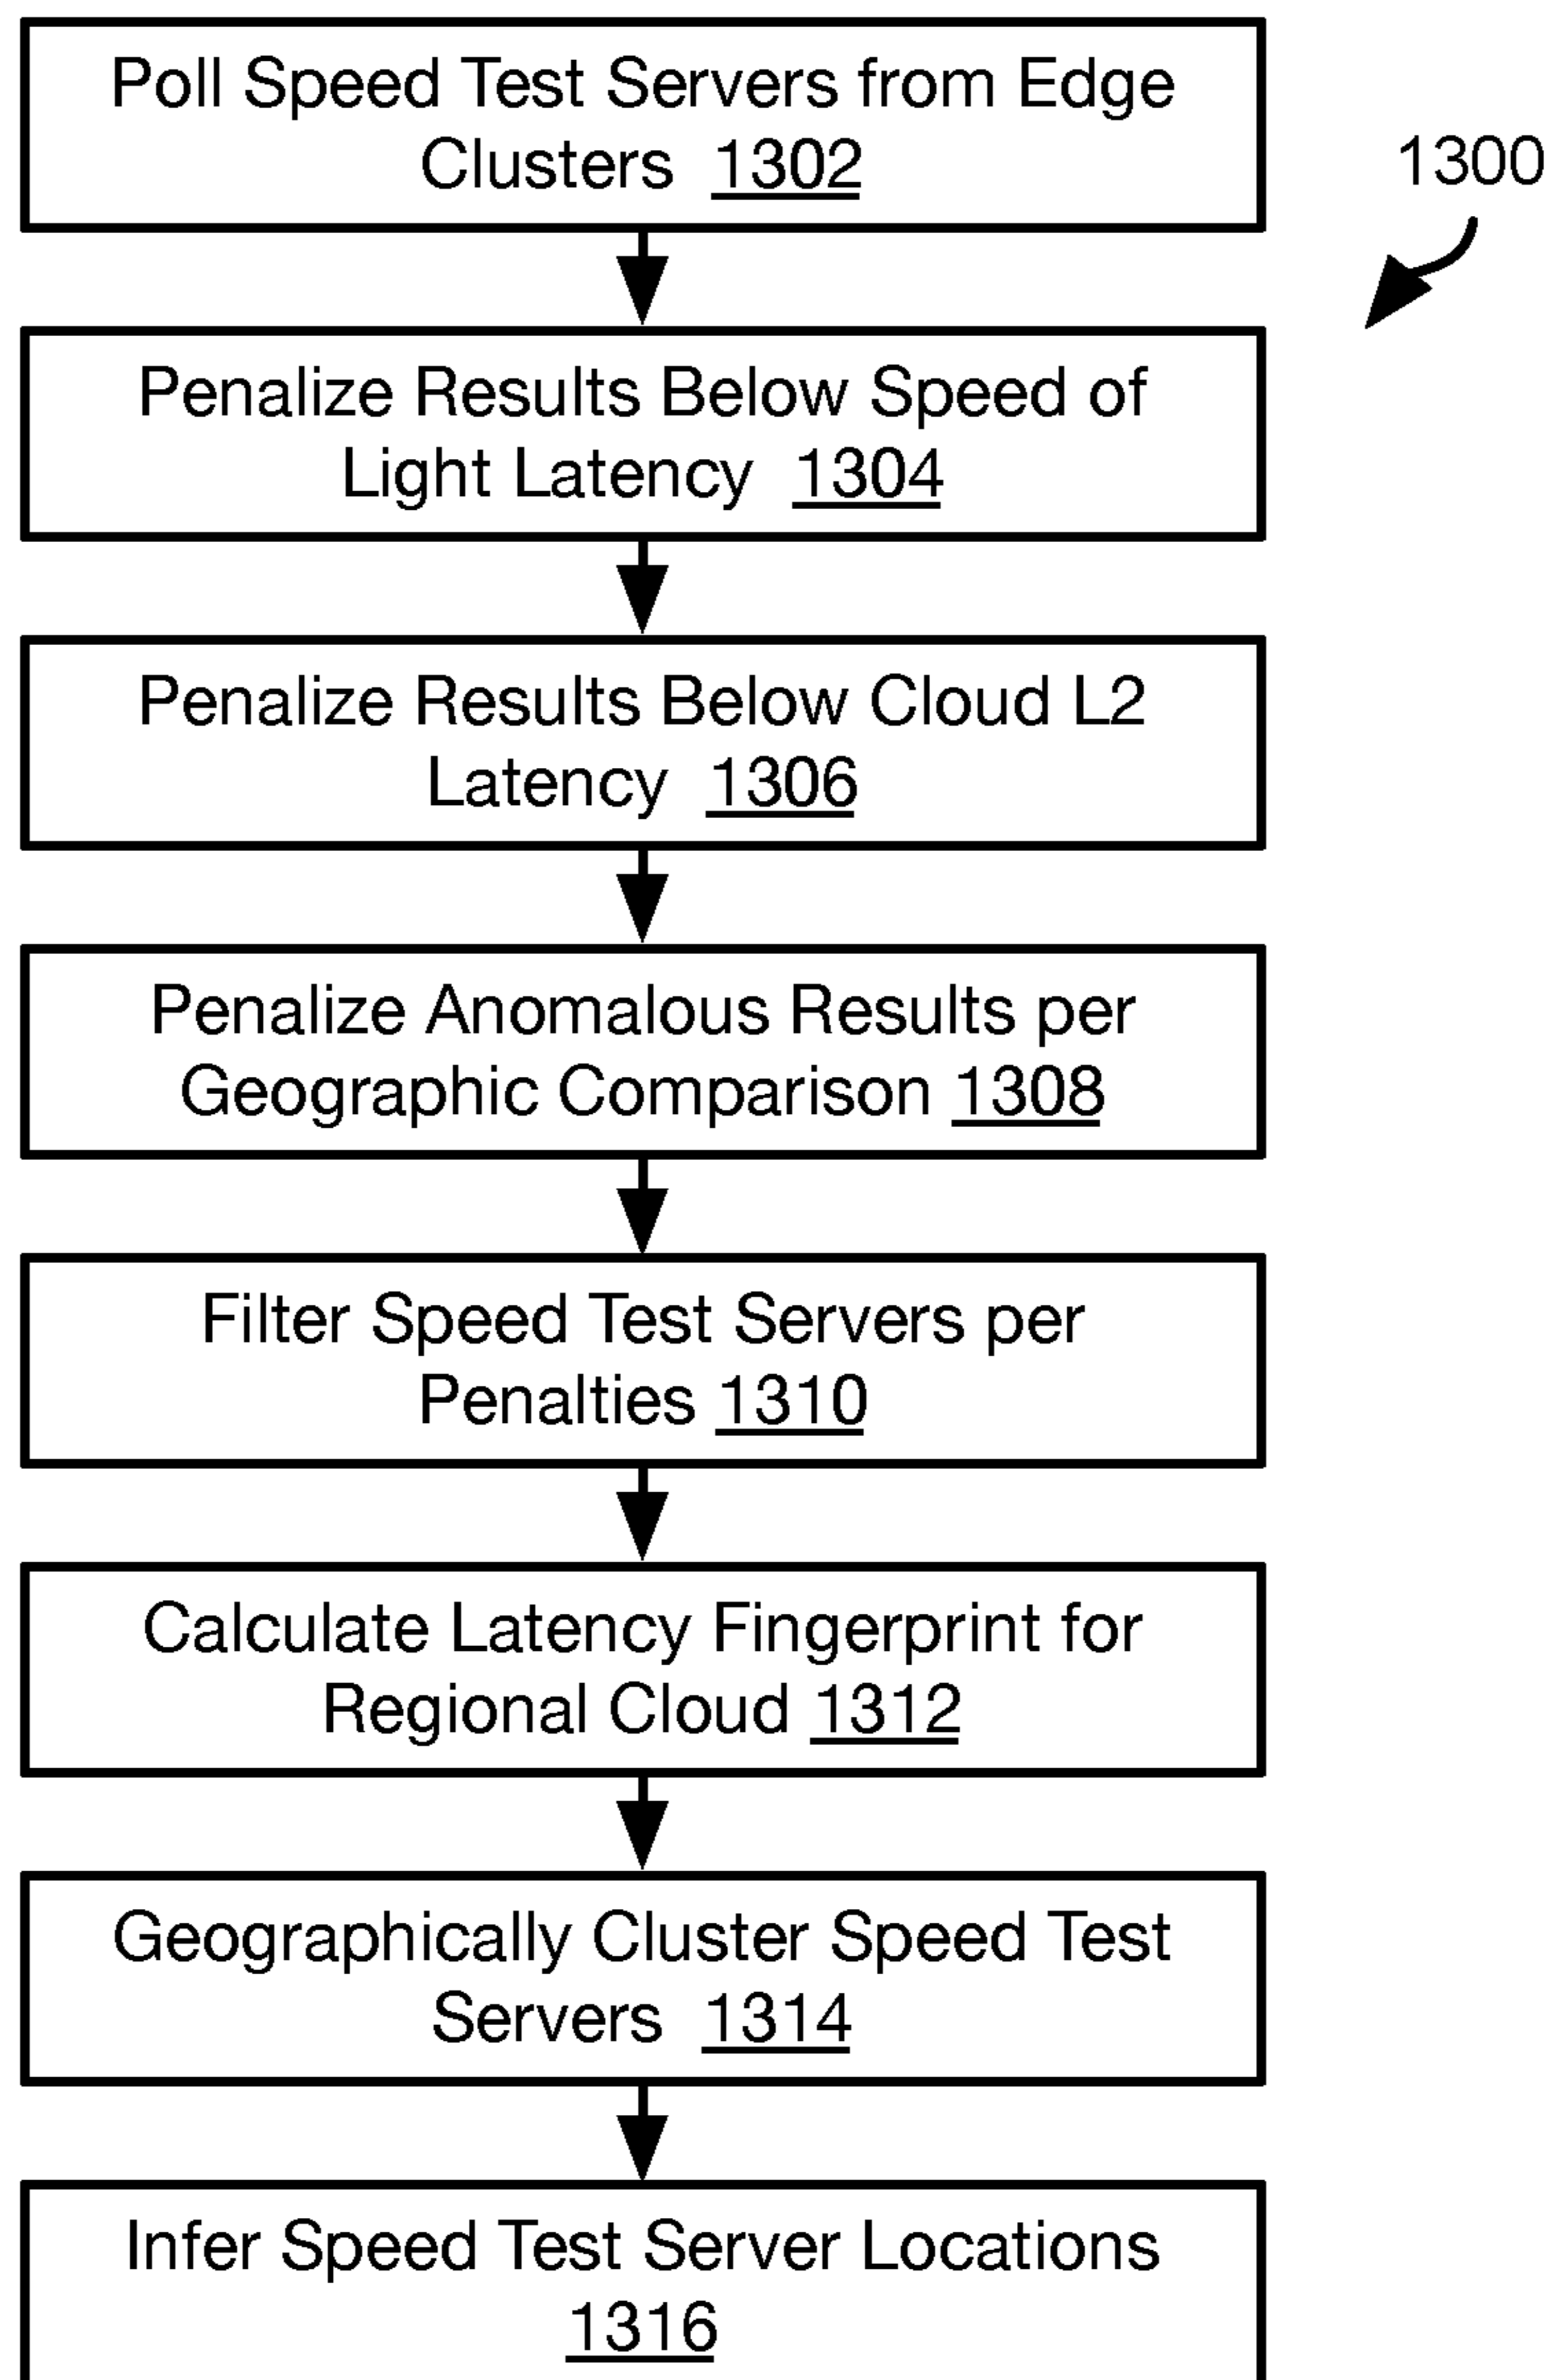 Poll Speed Test Servers from Edge
Clusters 1302
1300
Penalize Results Below Speed of
Light Latency 1304
Penalize Results Below Cloud L2
Latency 1306
Penalize Anomalous Results per
Geographic Comparison 1308
Filter Speed Test Servers per
Penalties 1310
Calculate Latency Fingerprint for
Regional Cloud 1312
Geographically Cluster Speed Test
Servers 1314
Infer Speed Test Server Locations
1316